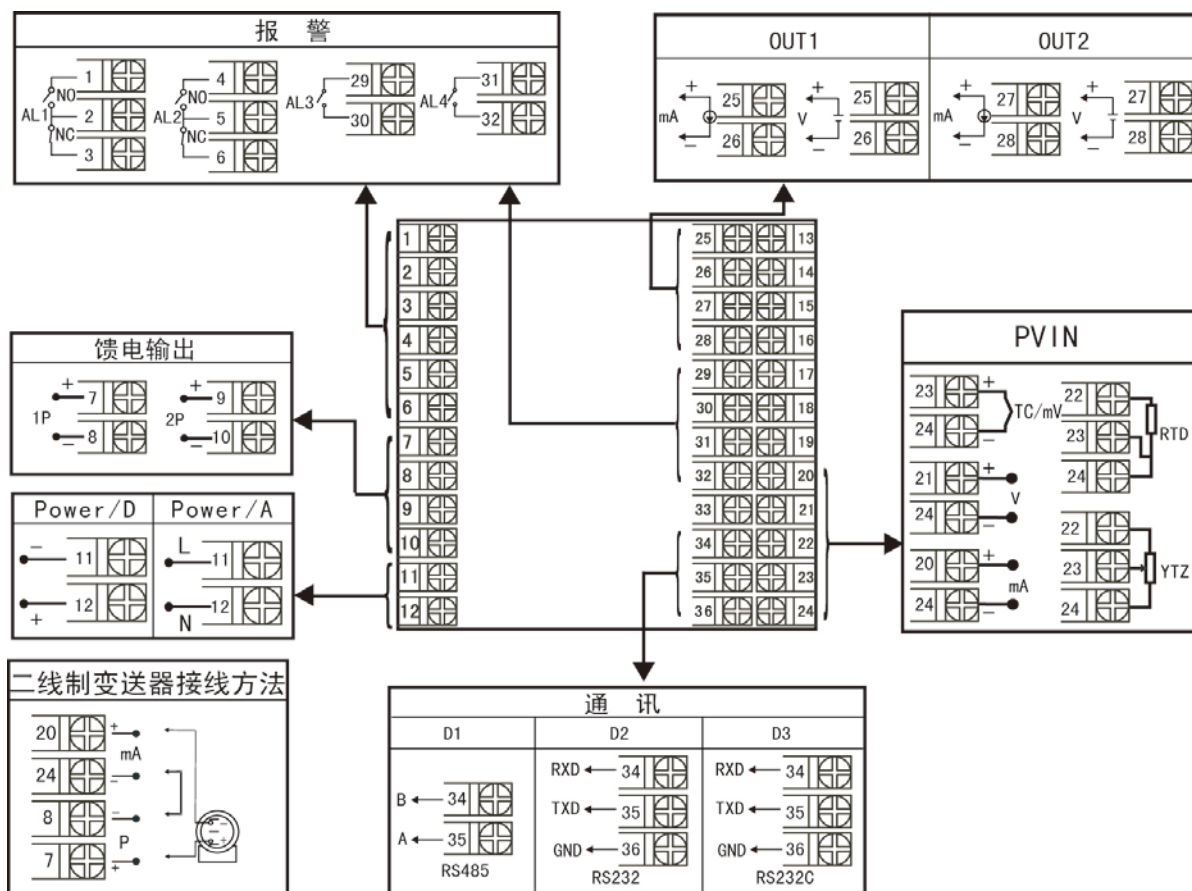 报 警
1
NO
AL1
2
NC
3
4
NO
AL2
5
NC
6
AL3
29
30
AL4
31
32
OUT1
OUT2
+
mA
−
25
26
+
V
−
25
26
+
mA
−
27
28
+
V
−
27
28
1
2
3
4
5
6
7
8
9
10
11
12
25 13
26 14
27 15
28 16
29 17
30 18
31 19
32 20
33 21
34 22
35 23
36 24
馈电输出
1P
+ 7
− 8
2P
+ 9
− 10
Power/D Power/A
− 11
+ 12
L 11
N 12
PVIN
23 +
TC/mV
24 −
21 +
V
24 −
20 +
mA
24 −
22
23
RTD
24
22
23
YTZ
24
二线制变送器接线方法
20 +
mA
24 −
8 −
P
7 +
−
+
通 讯
D1 D2 D3
B 34
A 35
RS485
RXD 34
TXD 35
GND 36
RS232
RXD 34
TXD 35
GND 36
RS232C